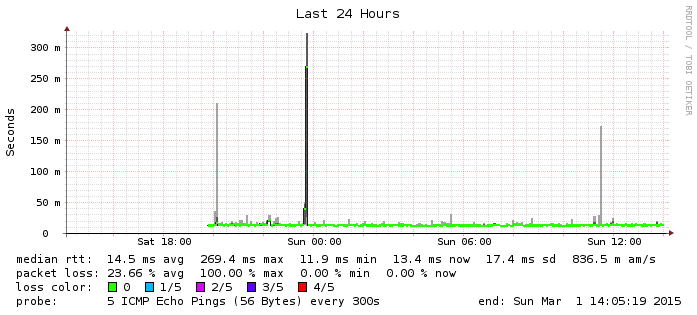 Last 24 Hours
RRDTOOL / TOBI OETIKER
Seconds
300 m
250 m
200 m
150 m
100 m
50 m
0
Sat 18:00 Sun 00:00 Sun 06:00 Sun 12:00
median rtt: 14.5 ms avg 269.4 ms max 11.9 ms min 13.4 ms now 17.4 ms sd 836.5 m am/s
packet loss: 23.66 % avg 100.00 % max 0.00 % min 0.00 % now
loss color: 0 1/5 2/5 3/5 4/5
probe: 5 ICMP Echo Pings (56 Bytes) every 300s end: Sun Mar 1 14:05:19 2015